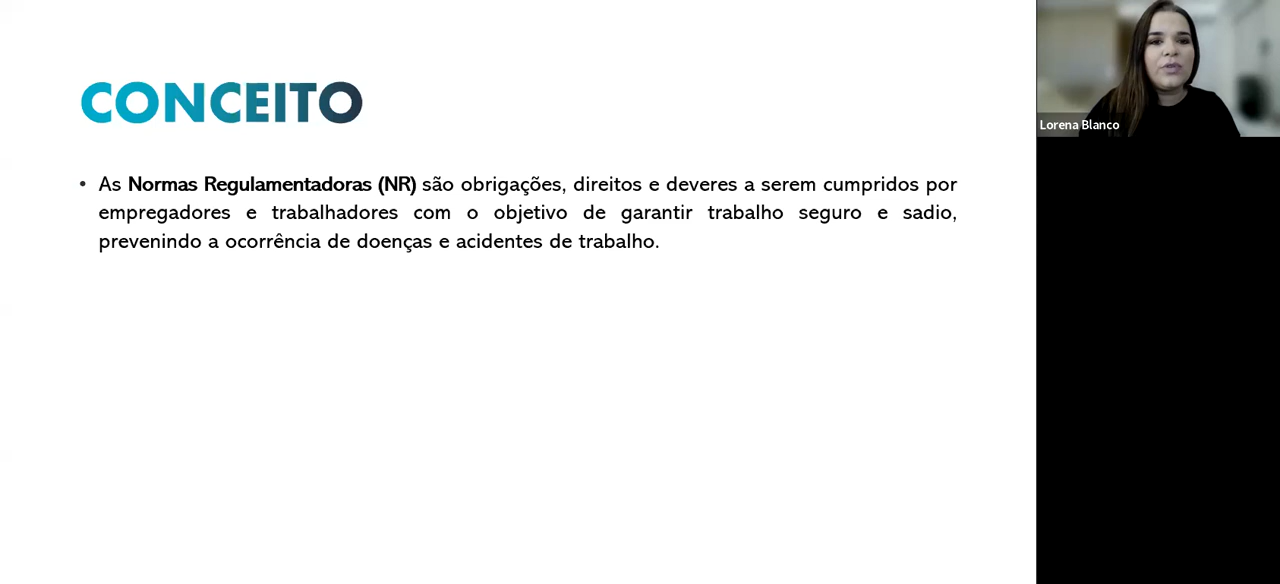 CONCEITO
• As Normas Regulamentadoras (NR) são obrigações, direitos e deveres a serem cumpridos por
empregadores e trabalhadores com o objetivo de garantir trabalho seguro e sadio,
prevenindo a ocorrência de doenças e acidentes de trabalho.
Lorena Blanco